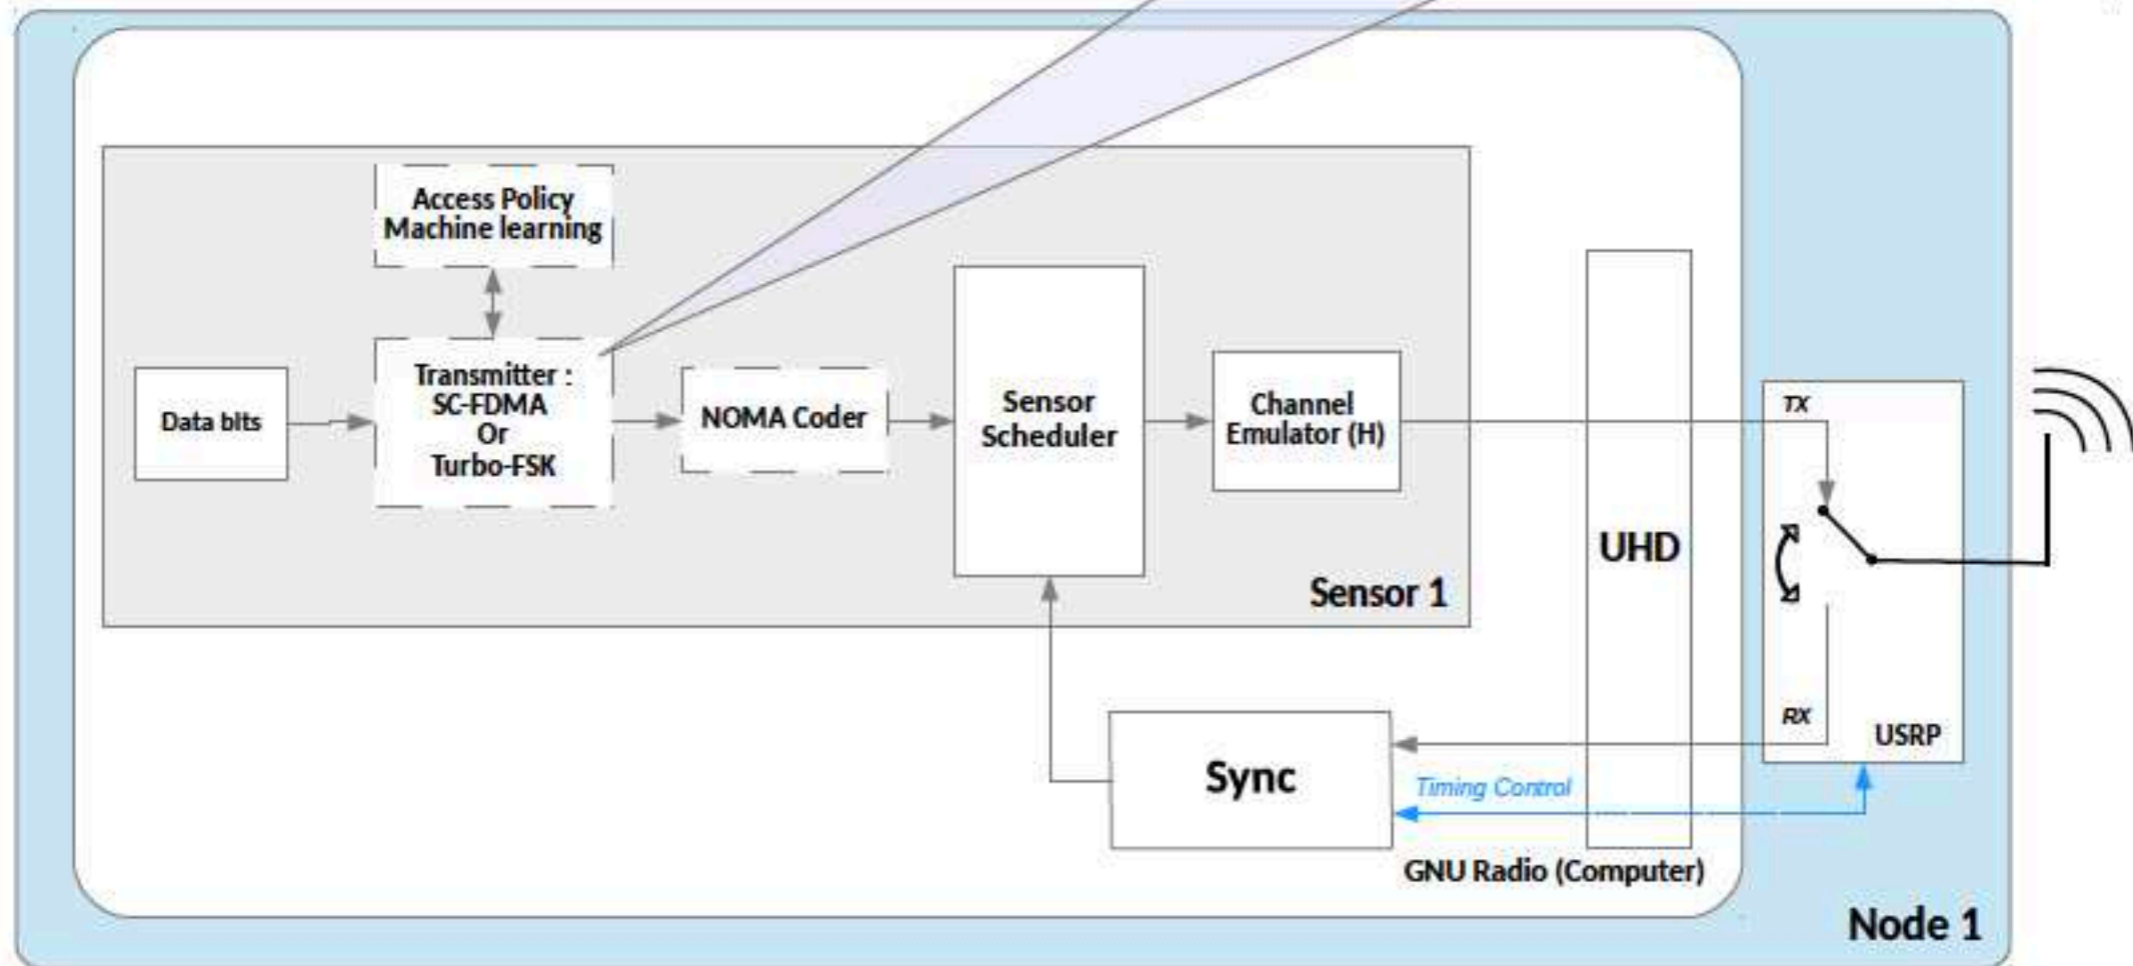 Access Policy
Machine learning
Data bits
Transmitter :
SC-FDMA
Or
Turbo-FSK
NOMA Coder
Sensor
Scheduler
Channel
Emulator (H)
Sensor 1
UHD
TX
RX
USRP
Sync
Timing Control
GNU Radio (Computer)
Node 1